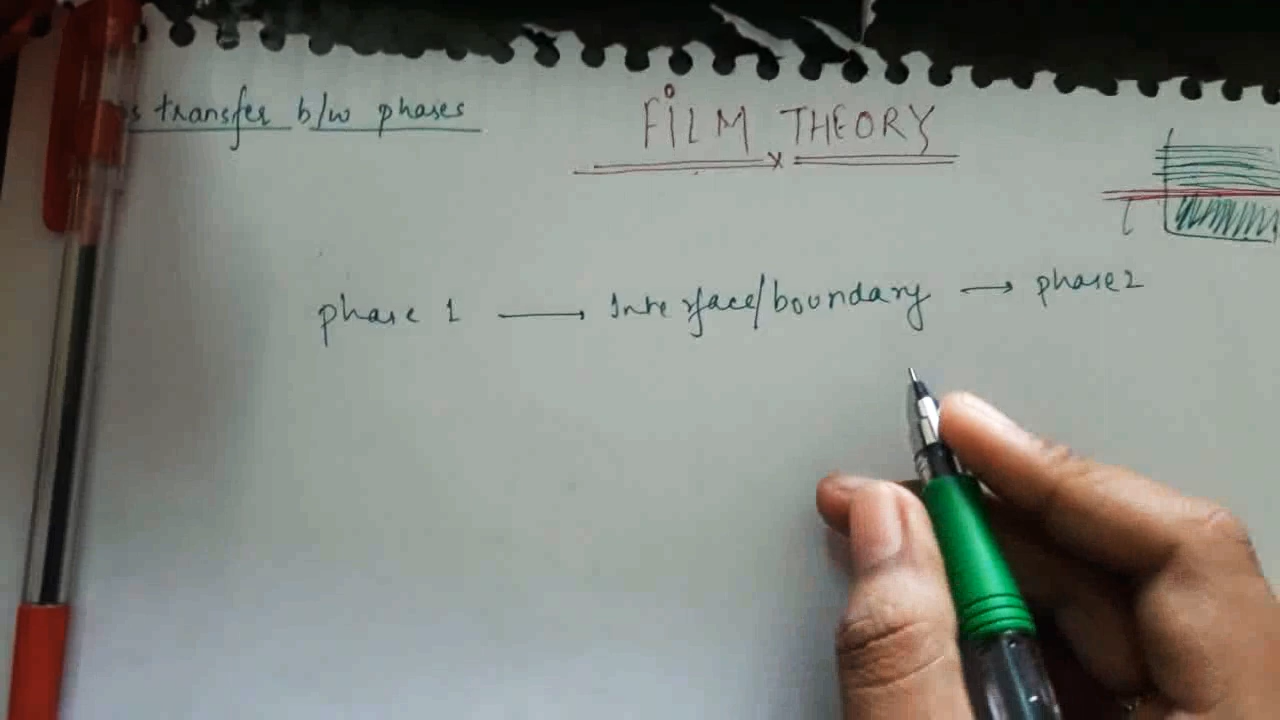 transfer b/w phases
FiLM THEORY
phase 1 → Interface/boundary → phase 2